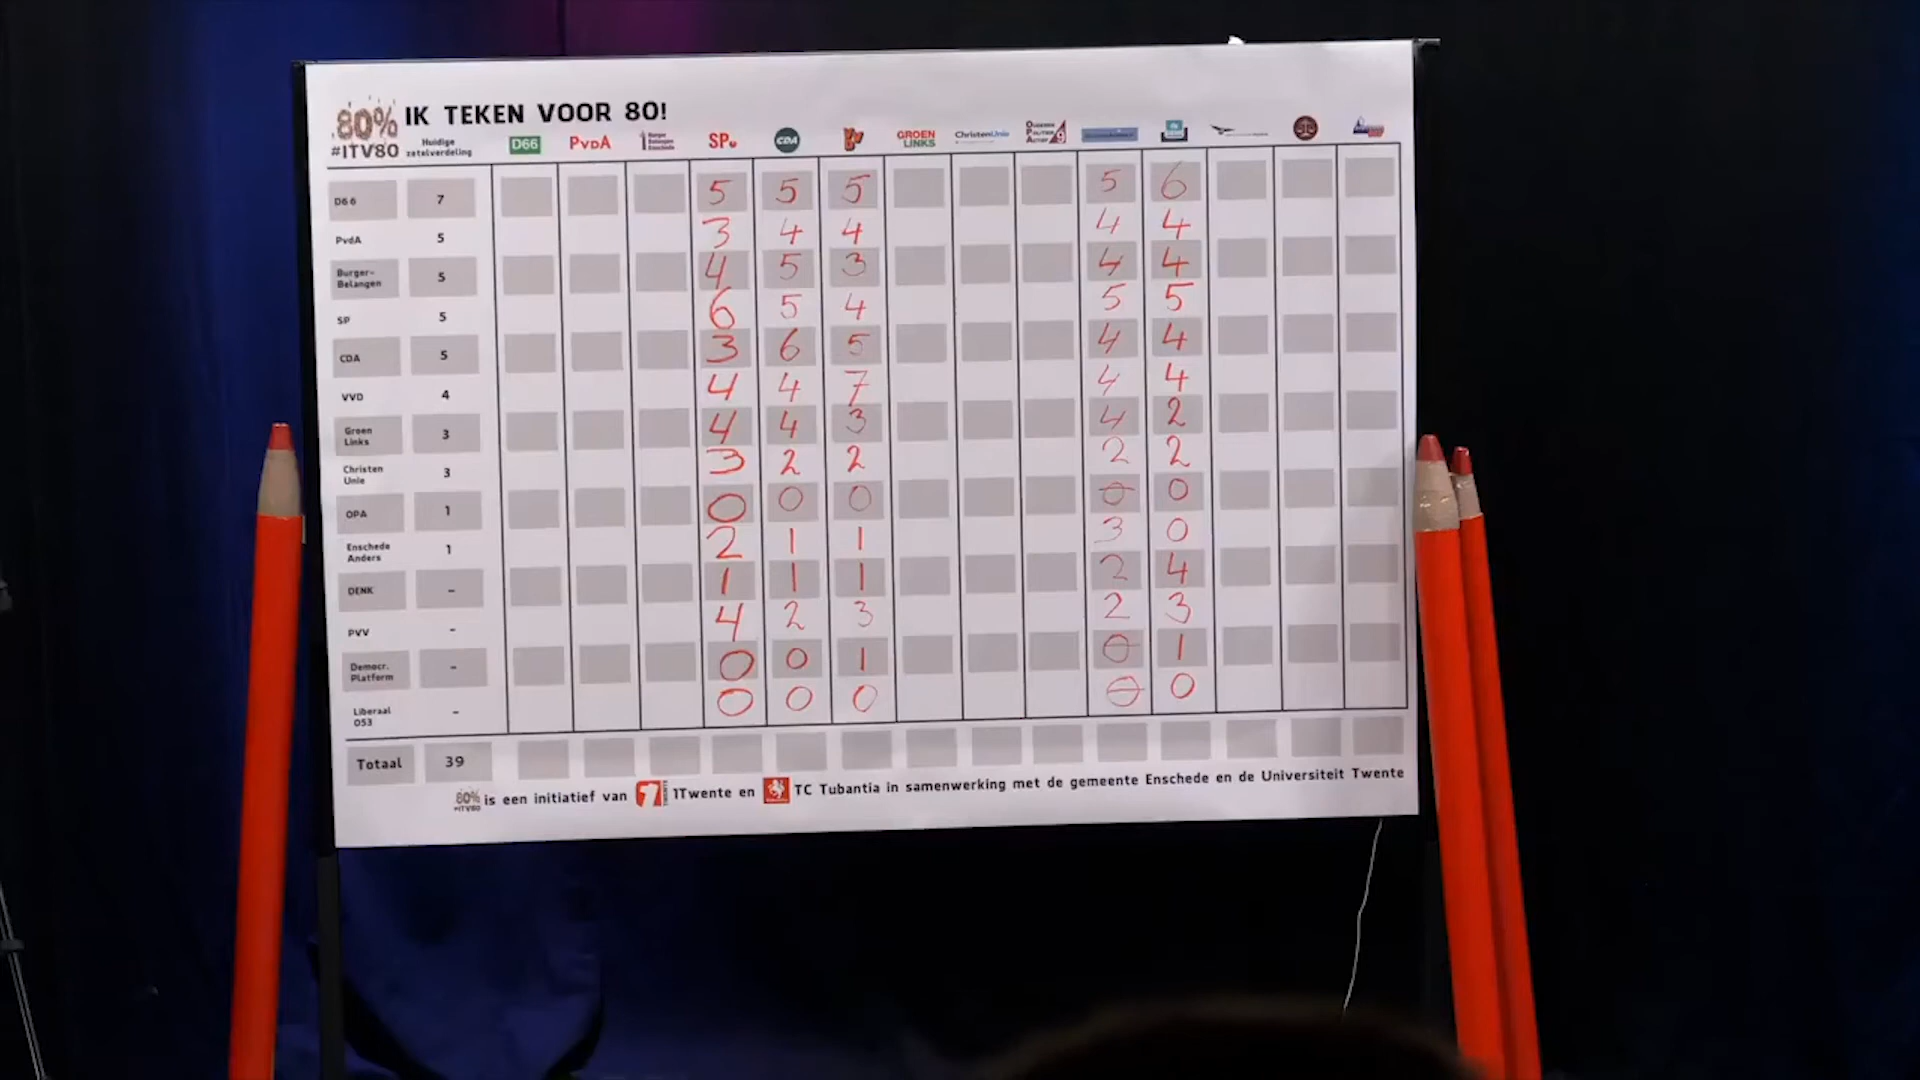 80% IK TEKEN VOOR 80!
#ITV80 Huidige zetelverdeling D66 PvdA Burger Belangen Enschede SP CDA VVD GROEN LINKS ChristenUnie
D66 7 5 5 5 5 6
PvdA 5 3 4 4 4 4
Burger-Belangen 5 4 5 3 4 4
SP 5 6 5 4 5 5
CDA 5 3 6 5 4 4
VVD 4 4 4 7 4 4
Groen Links 3 4 4 3 4 2
Christen Unie 3 3 2 2 2 2
OPA 1 0 0 0 0 0
Enschede Anders 1 2 1 1 3 0
DENK - 1 1 1 2 4
PVV - 4 2 3 2 3
Democr. Platform - 0 0 1 0 1
Liberaal 053 - 0 0 0 0 0
Totaal 39
80% #ITV80 is een initiatief van 1 TWENTE 1Twente en TC Tubantia in samenwerking met de gemeente Enschede en de Universiteit Twente